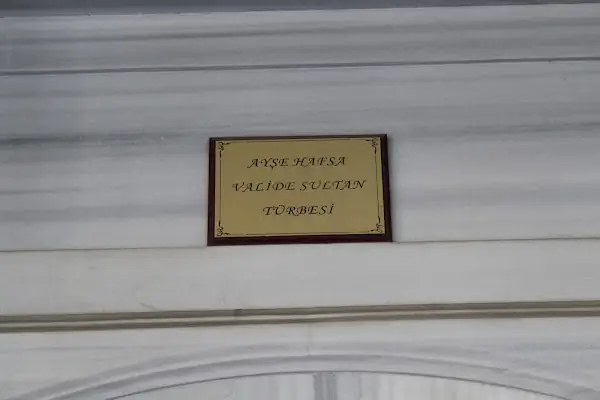 AYŞE HAFSA
VALİDE SULTAN
TÜRBESİ